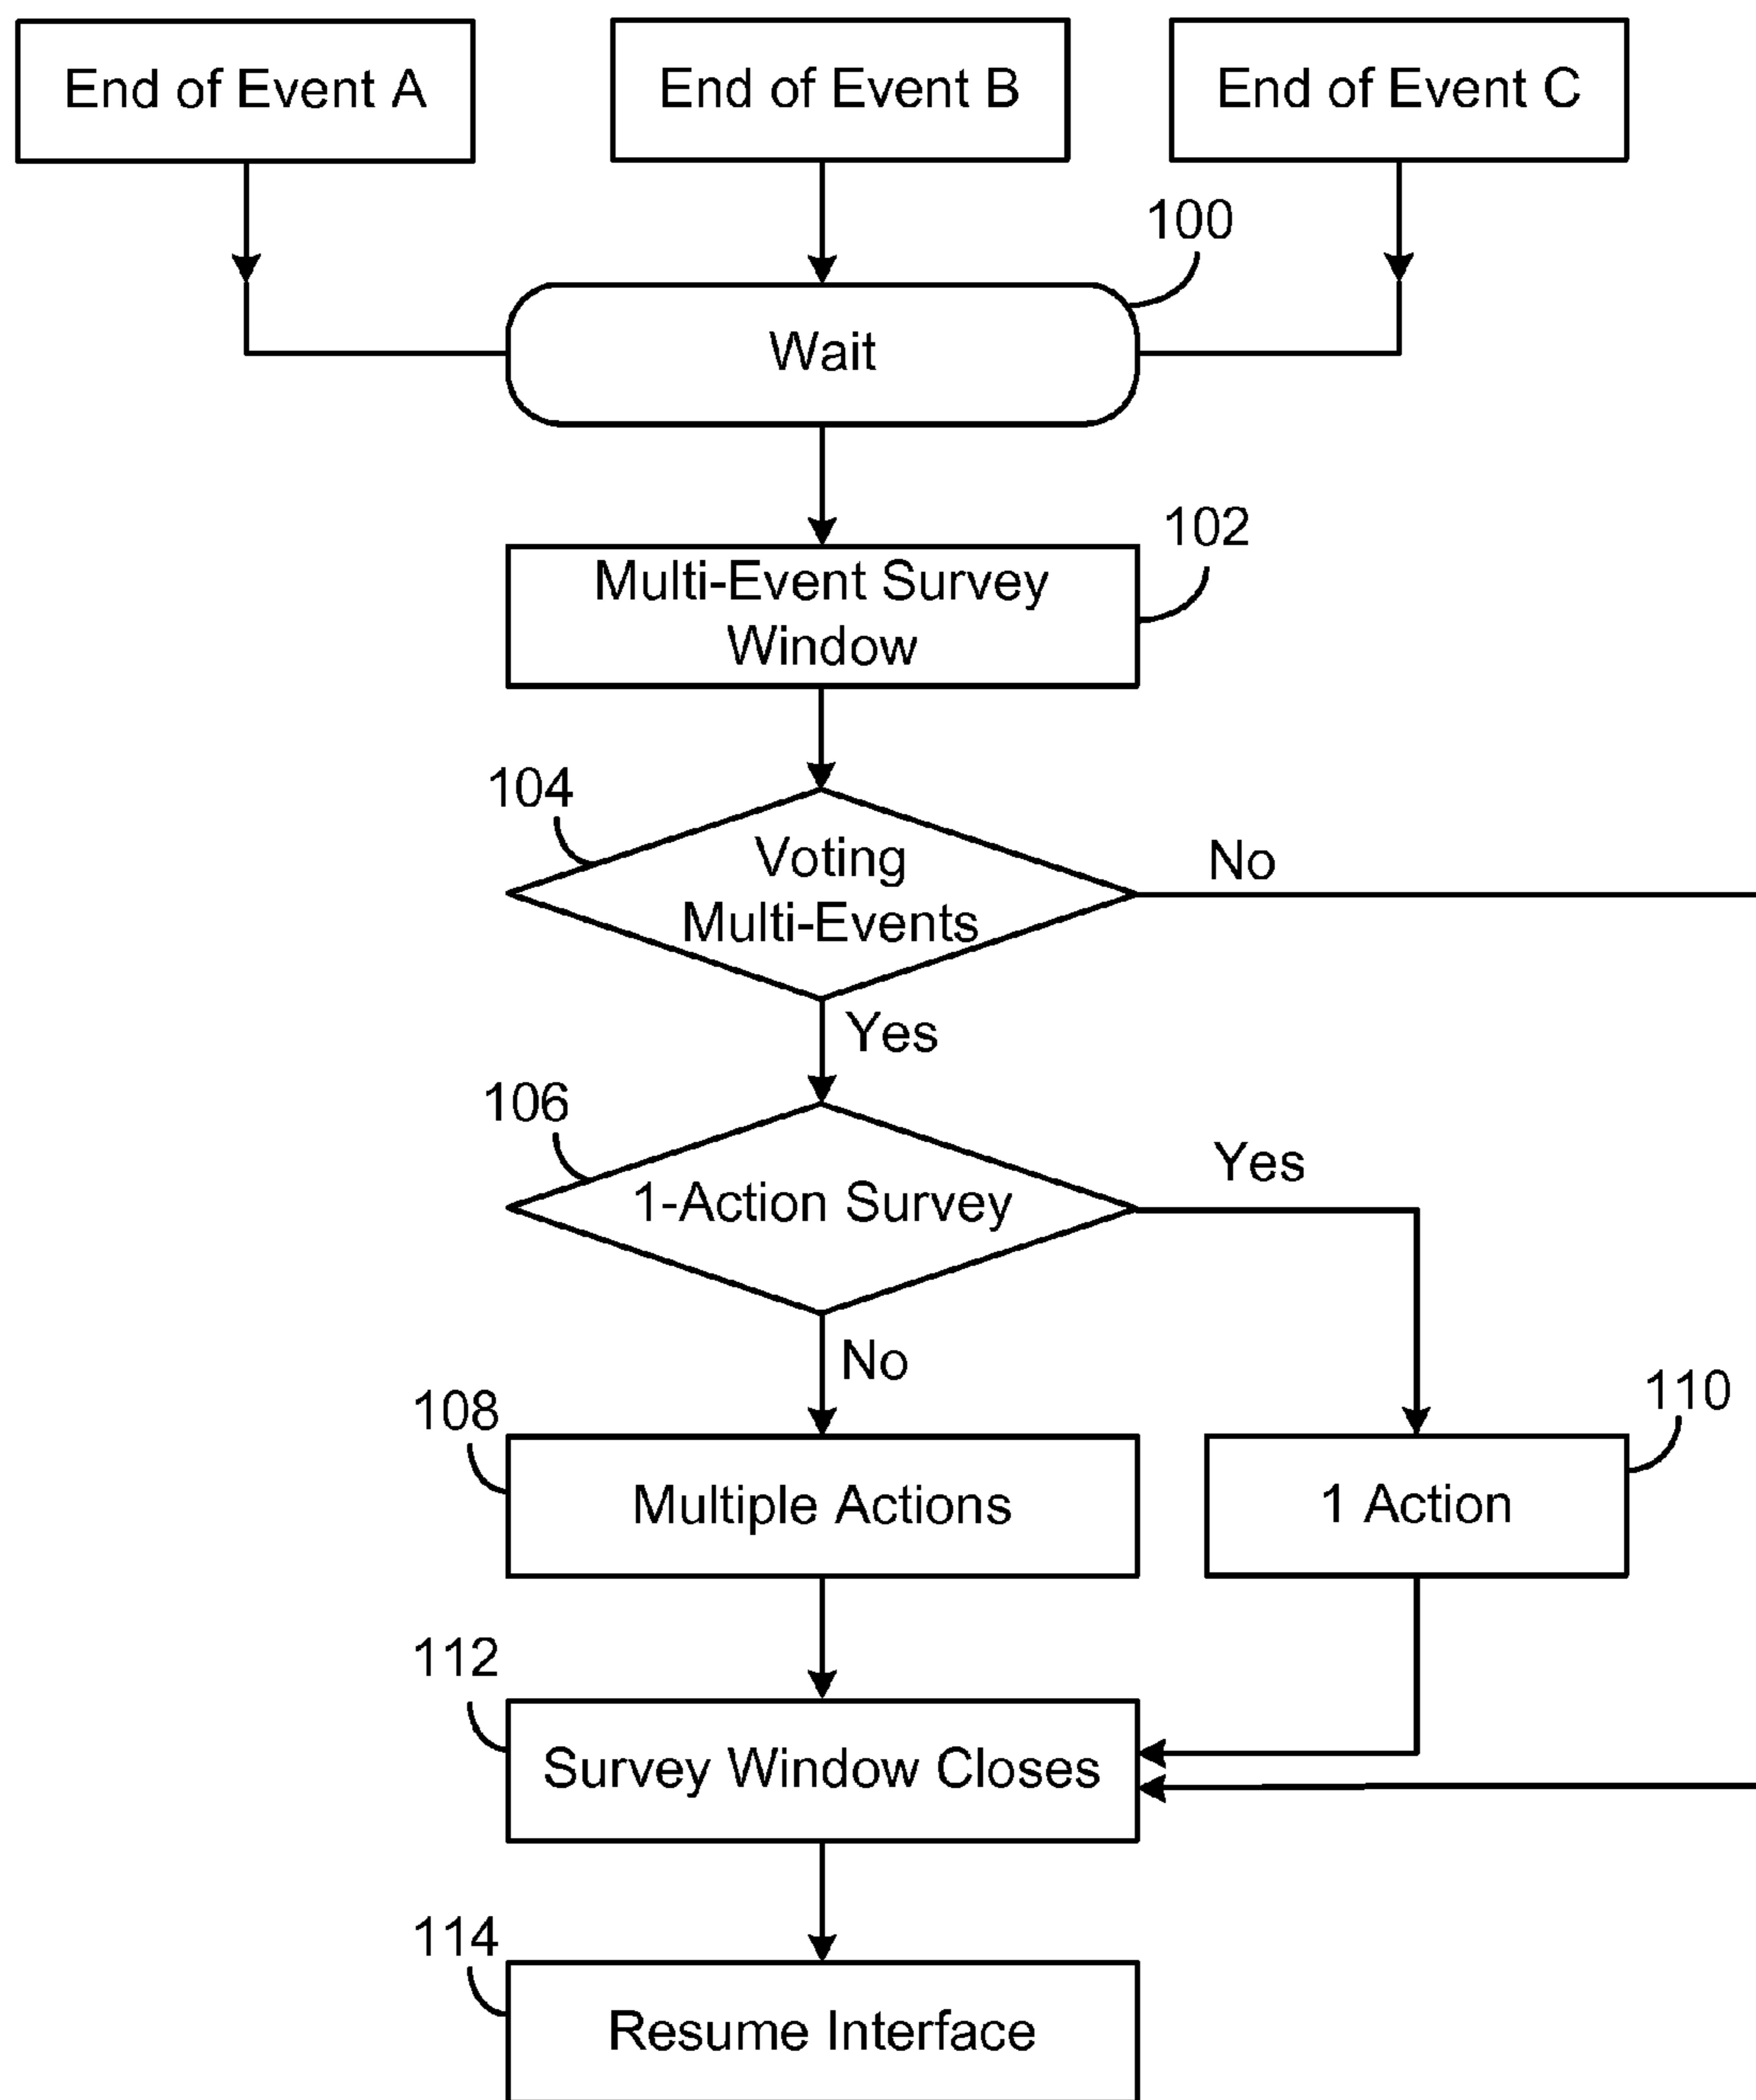 End of Event A
End of Event B
End of Event C
100
Wait
102
Multi-Event Survey
Window
104
Voting
Multi-Events
No
Yes
106
1-Action Survey
Yes
No
108
Multiple Actions
110
1 Action
112
Survey Window Closes
114
Resume Interface